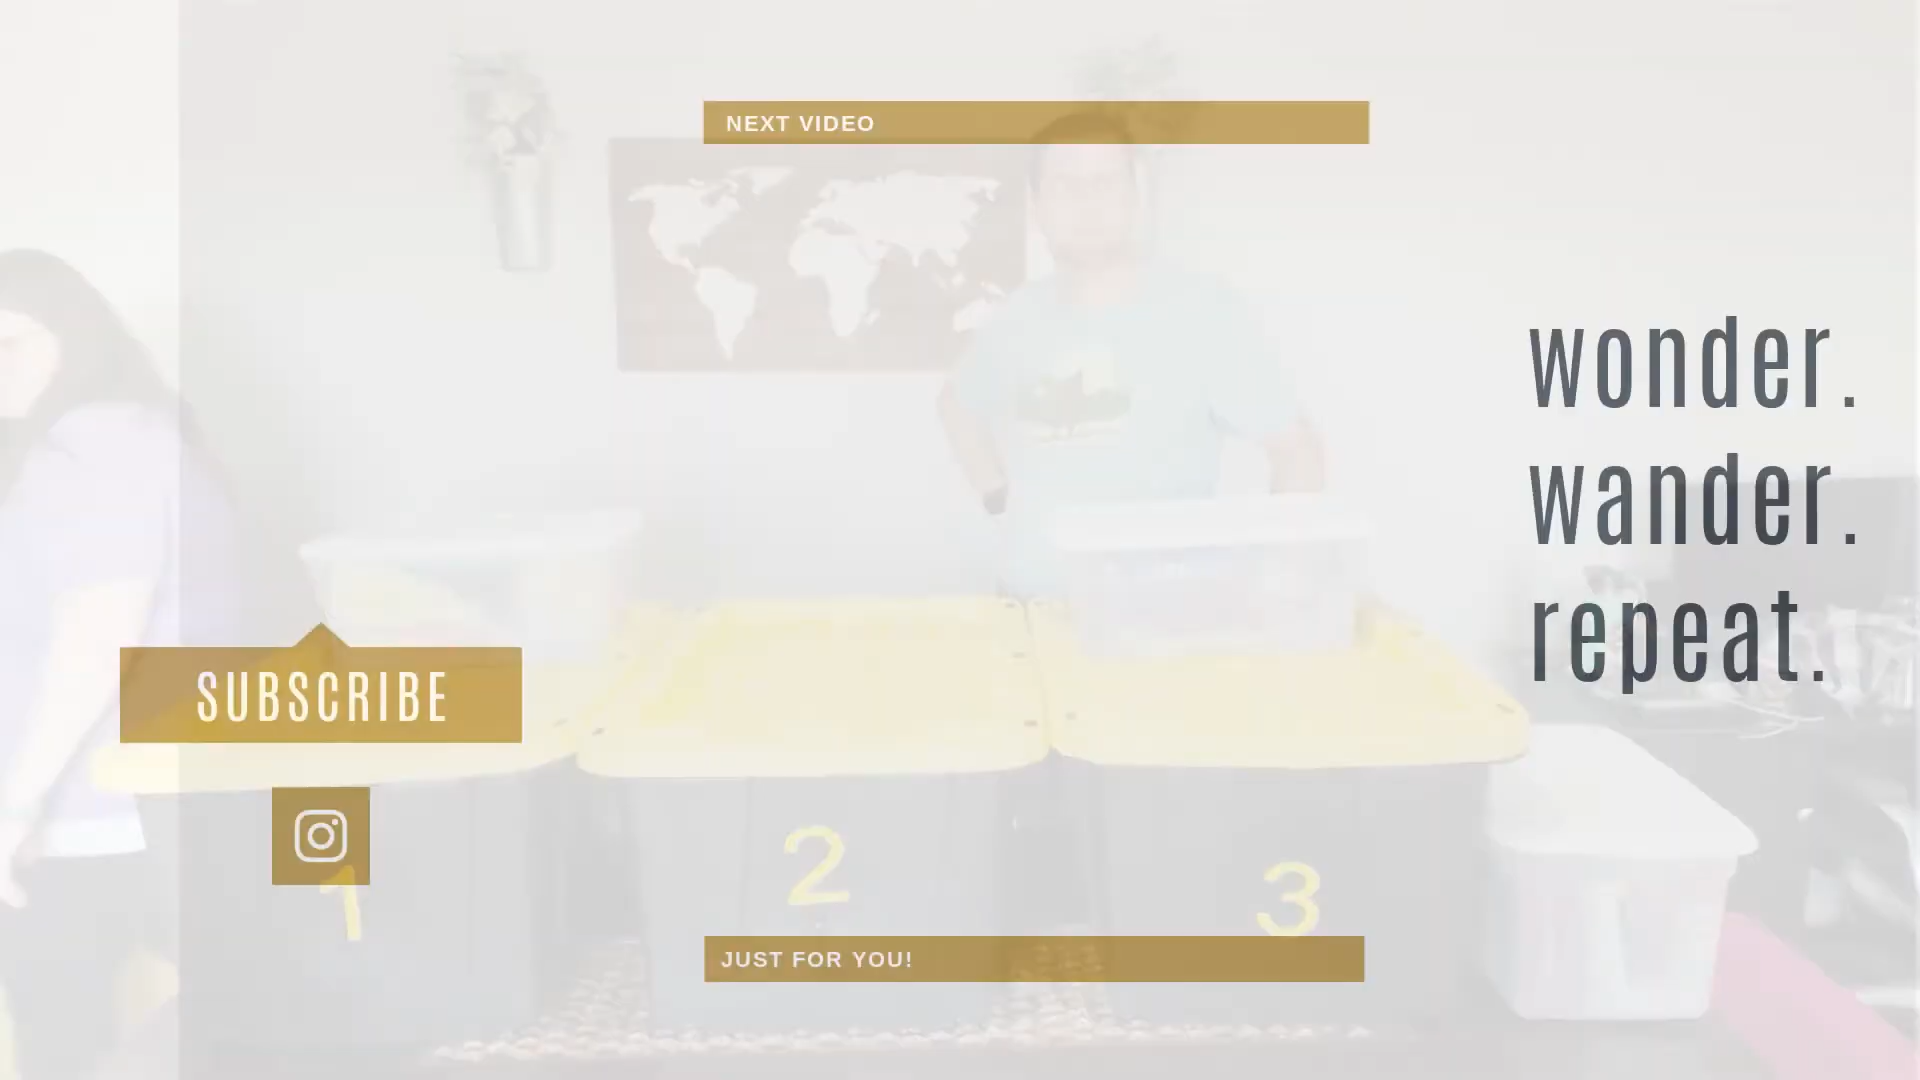 NEXT VIDEO
wonder.
wander.
repeat.
SUBSCRIBE
1
2
3
JUST FOR YOU!